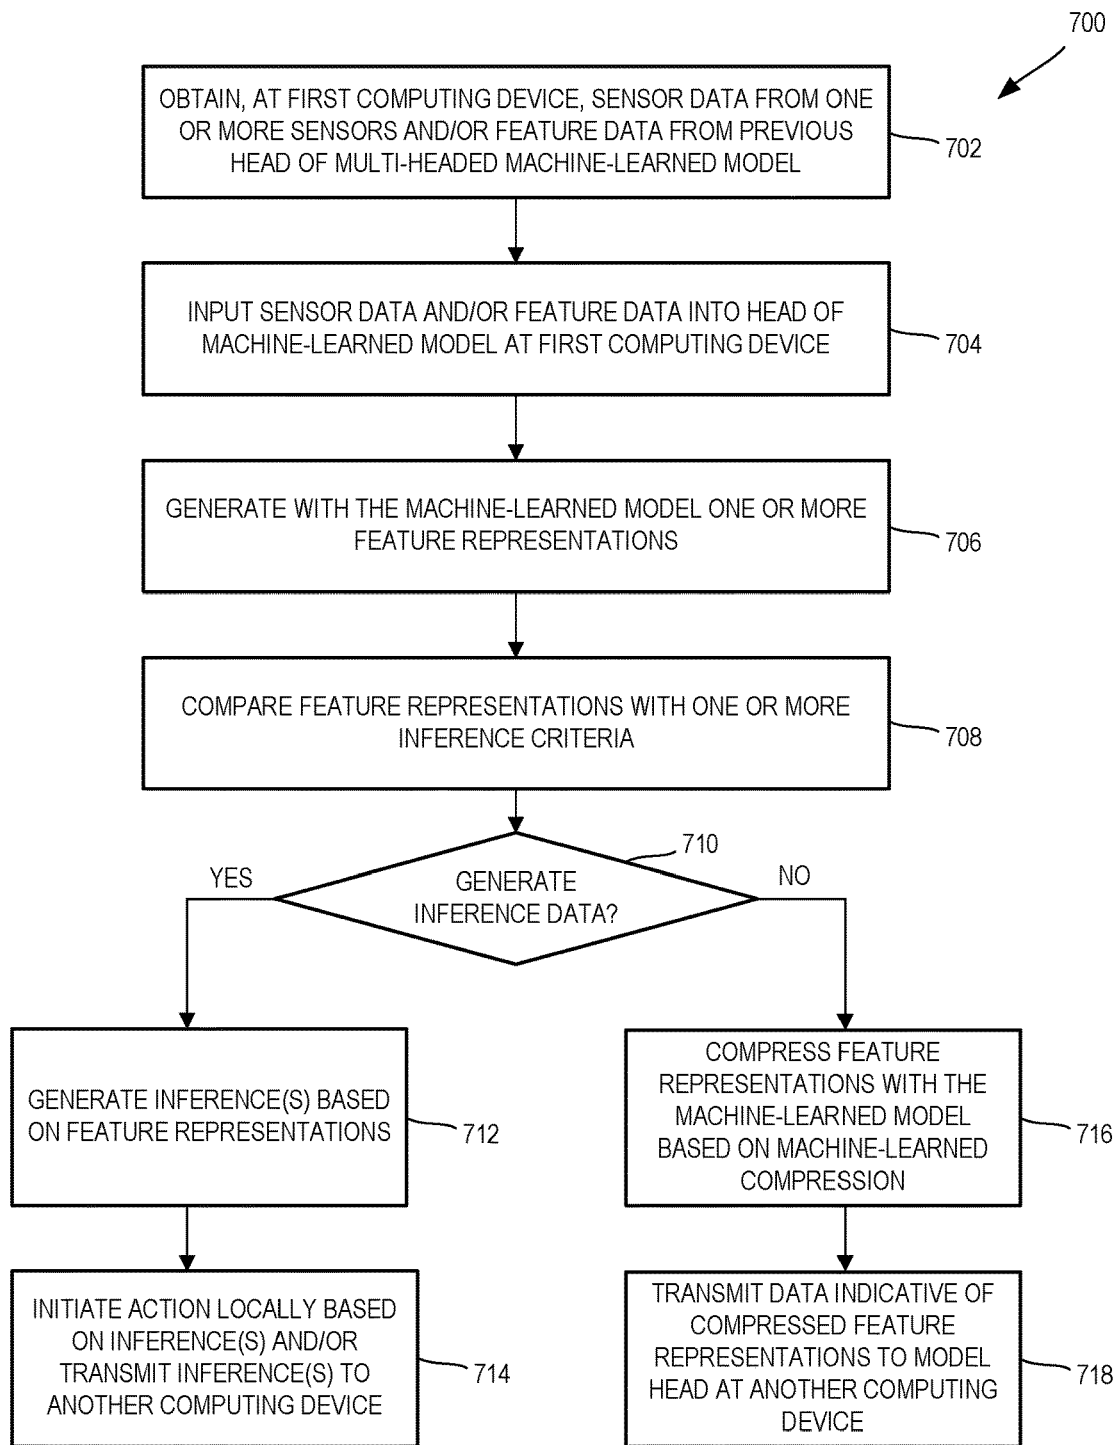 700
OBTAIN, AT FIRST COMPUTING DEVICE, SENSOR DATA FROM ONE
OR MORE SENSORS AND/OR FEATURE DATA FROM PREVIOUS
HEAD OF MULTI-HEADED MACHINE-LEARNED MODEL
702
INPUT SENSOR DATA AND/OR FEATURE DATA INTO HEAD OF
MACHINE-LEARNED MODEL AT FIRST COMPUTING DEVICE
704
GENERATE WITH THE MACHINE-LEARNED MODEL ONE OR MORE
FEATURE REPRESENTATIONS
706
COMPARE FEATURE REPRESENTATIONS WITH ONE OR MORE
INFERENCE CRITERIA
708
710
YES
GENERATE
INFERENCE DATA?
NO
GENERATE INFERENCE(S) BASED
ON FEATURE REPRESENTATIONS
712
COMPRESS FEATURE
REPRESENTATIONS WITH THE
MACHINE-LEARNED MODEL
BASED ON MACHINE-LEARNED
COMPRESSION
716
INITIATE ACTION LOCALLY BASED
ON INFERENCE(S) AND/OR
TRANSMIT INFERENCE(S) TO
ANOTHER COMPUTING DEVICE
714
TRANSMIT DATA INDICATIVE OF
COMPRESSED FEATURE
REPRESENTATIONS TO MODEL
HEAD AT ANOTHER COMPUTING
DEVICE
718